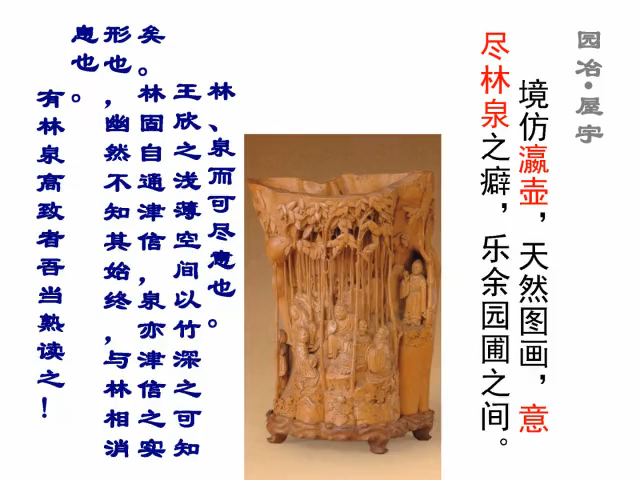 园冶•屋宇
境仿瀛壶，天然图画，意
尽林泉之癖，乐余园圃之间。
林、泉而可尽意也。
王欣之浅薄空间以竹深之可知
矣。林固自通津信，泉亦津信之实
形也，幽然不知其始终，与林相消
息也。
有林泉高致者吾当熟读之！